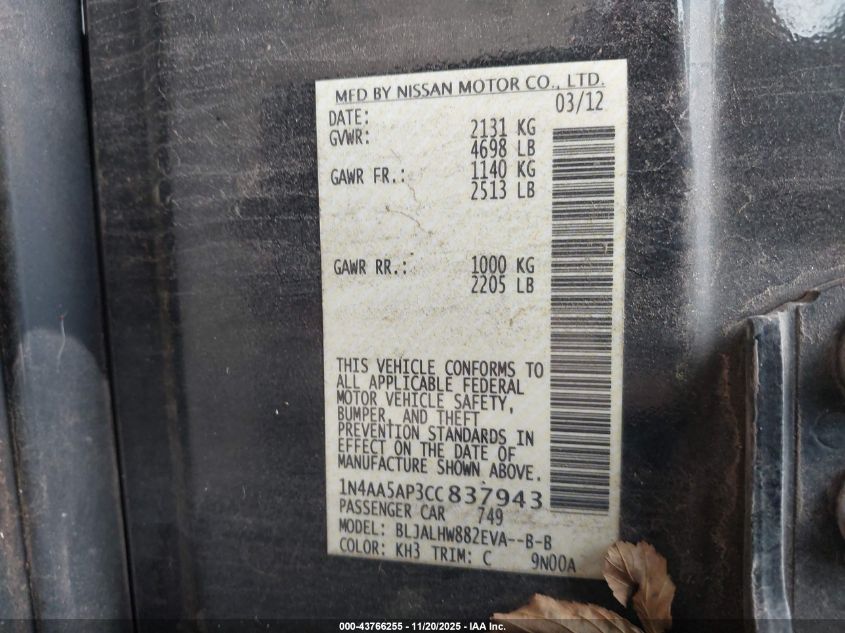 MFD BY NISSAN MOTOR CO., LTD.
DATE: 03/12
GVWR: 2131 KG
4698 LB
GAWR FR.: 1140 KG
2513 LB
GAWR RR.: 1000 KG
2205 LB
THIS VEHICLE CONFORMS TO
ALL APPLICABLE FEDERAL
MOTOR VEHICLE SAFETY,
BUMPER, AND THEFT
PREVENTION STANDARDS IN
EFFECT ON THE DATE OF
MANUFACTURE SHOWN ABOVE.
1N4AA5AP3CC837943
PASSENGER CAR 749
MODEL: BLJALHW882EVA--B-B
COLOR: KH3 TRIM: C 9N00A
000-43766255 - 11/20/2025 - IAA Inc.